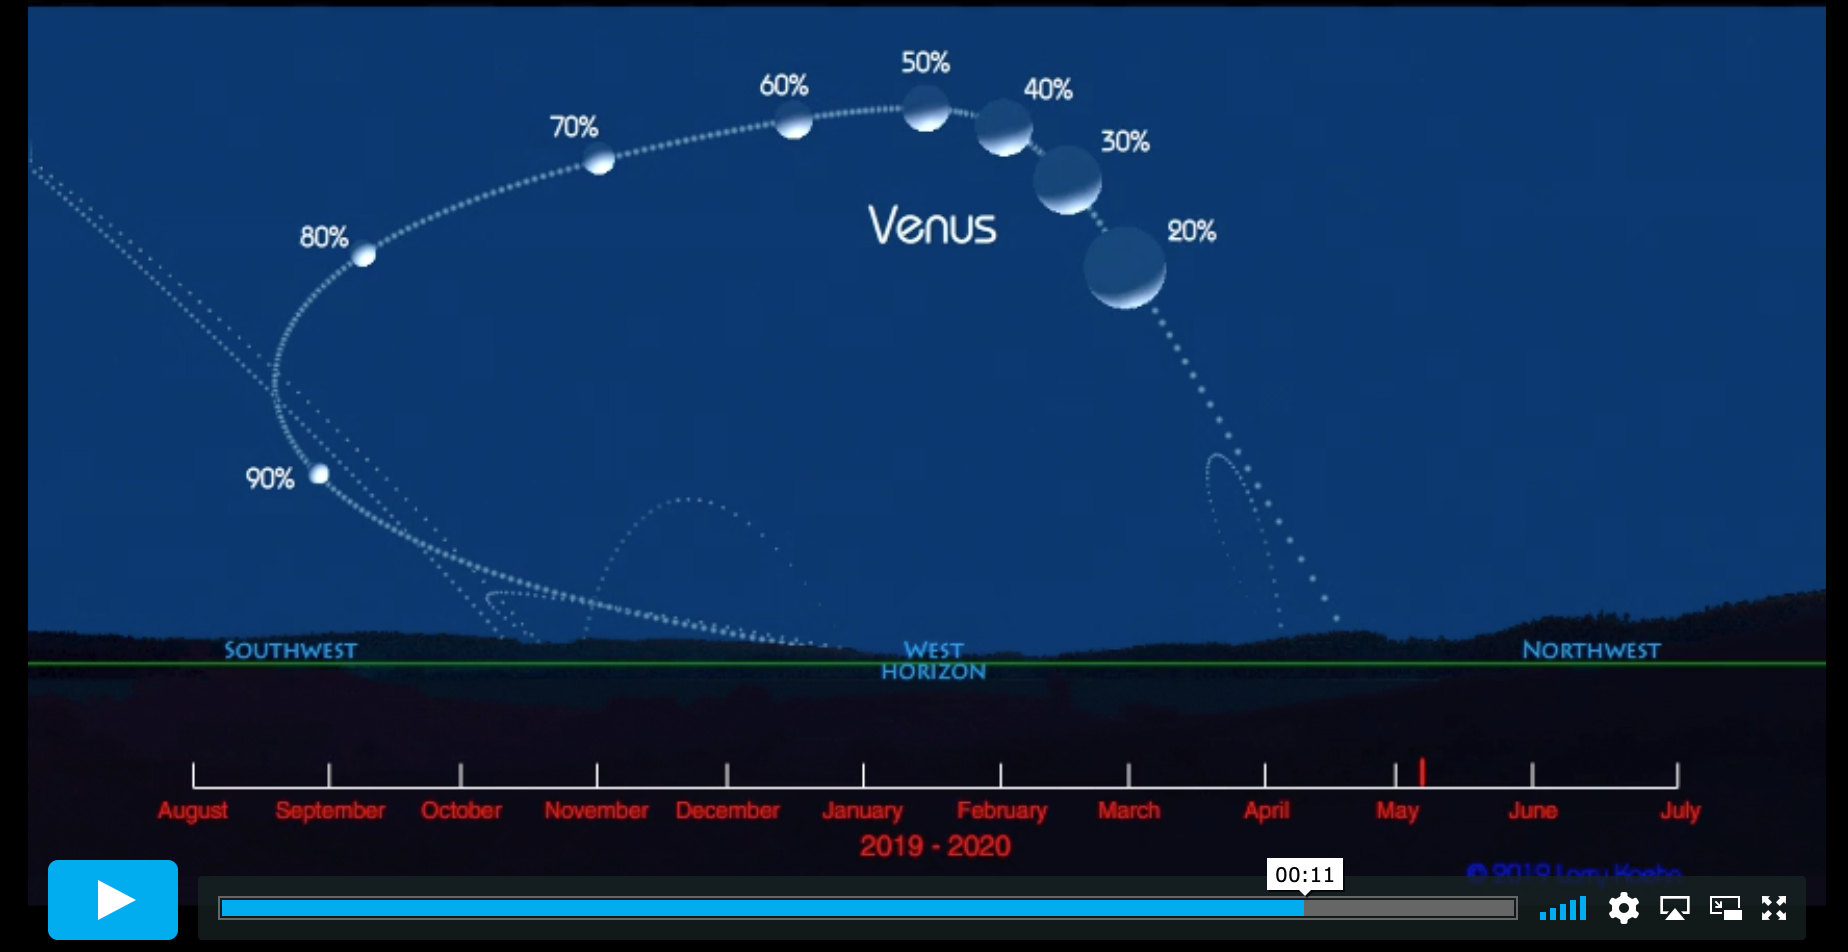 50%
60%
40%
70%
30%
Venus
20%
80%
90%
SOUTHWEST
WEST
HORIZON
NORTHWEST
August September October November December January February March April May June July
2019 - 2020
00:11